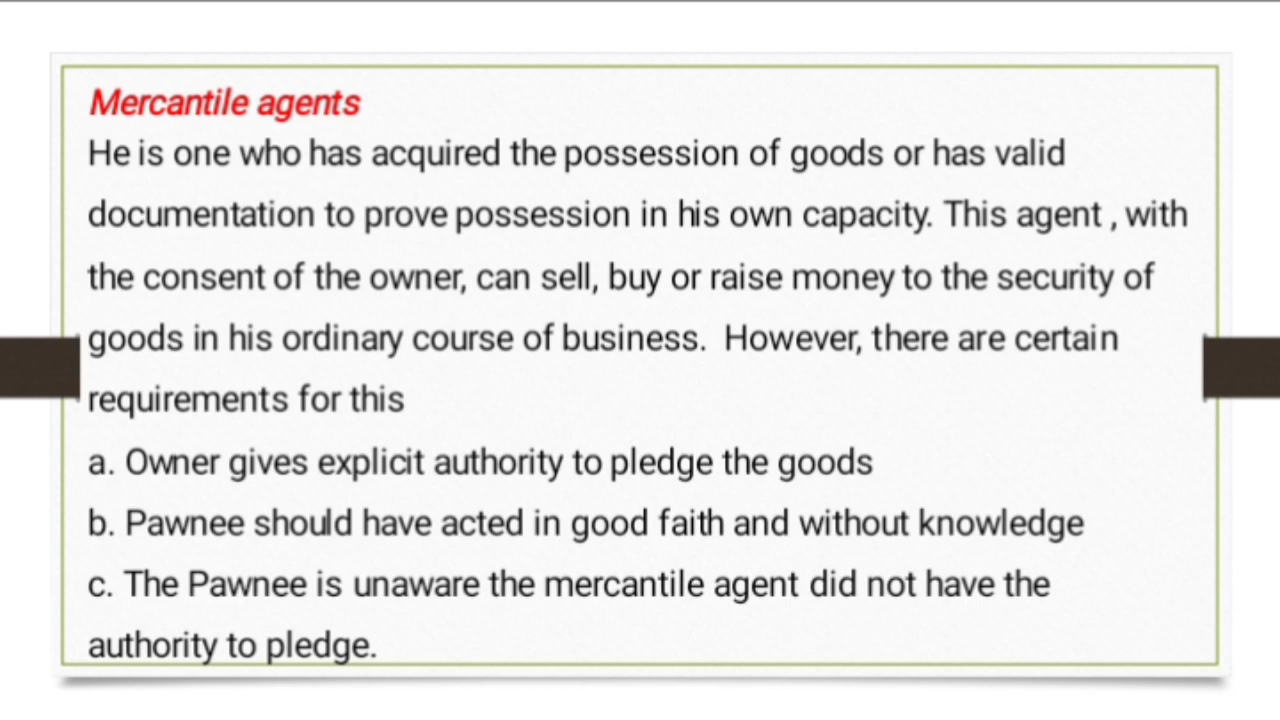 Mercantile agents
He is one who has acquired the possession of goods or has valid
documentation to prove possession in his own capacity. This agent , with
the consent of the owner, can sell, buy or raise money to the security of
goods in his ordinary course of business.  However, there are certain
requirements for this
a. Owner gives explicit authority to pledge the goods
b. Pawnee should have acted in good faith and without knowledge
c. The Pawnee is unaware the mercantile agent did not have the
authority to pledge.